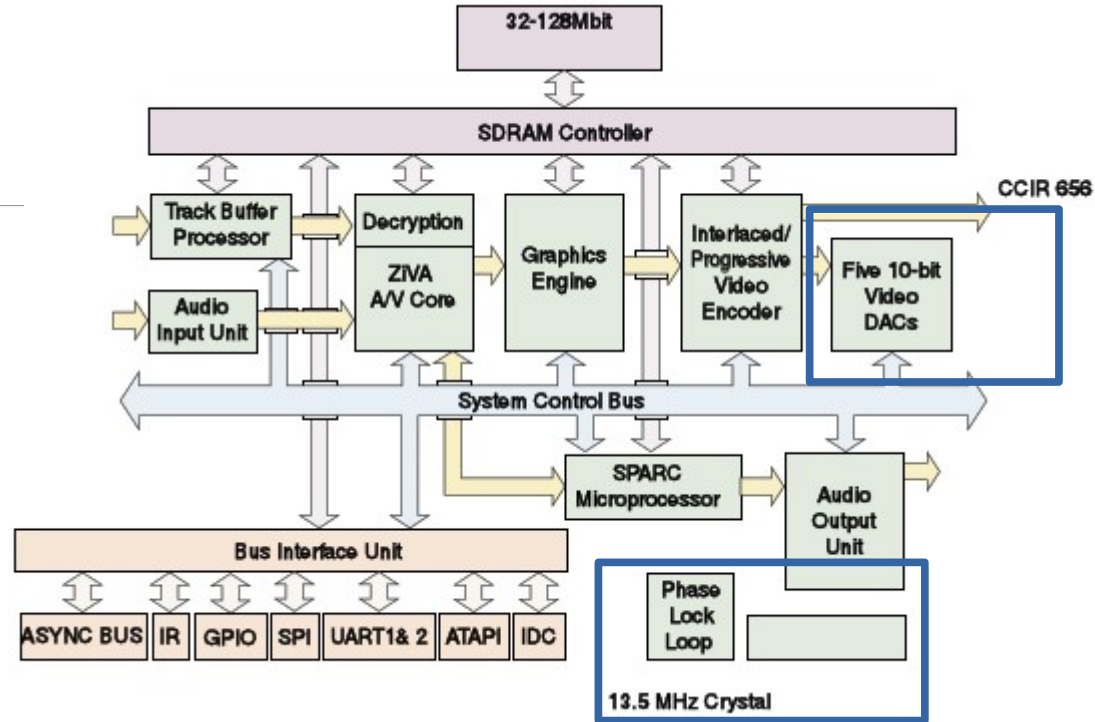 32-128Mbit
SDRAM Controller
CCIR 656
Track Buffer
Processor
Decryption
ZiVA
A/V Core
Graphics
Engine
Interlaced/
Progressive
Video
Encoder
Five 10-bit
Video
DACs
Audio
Input Unit
System Control Bus
SPARC
Microprocessor
Audio
Output
Unit
Bus Interface Unit
ASYNC BUS
IR
GPIO
SPI
UART1& 2
ATAPI
IDC
Phase
Lock
Loop
13.5 MHz Crystal